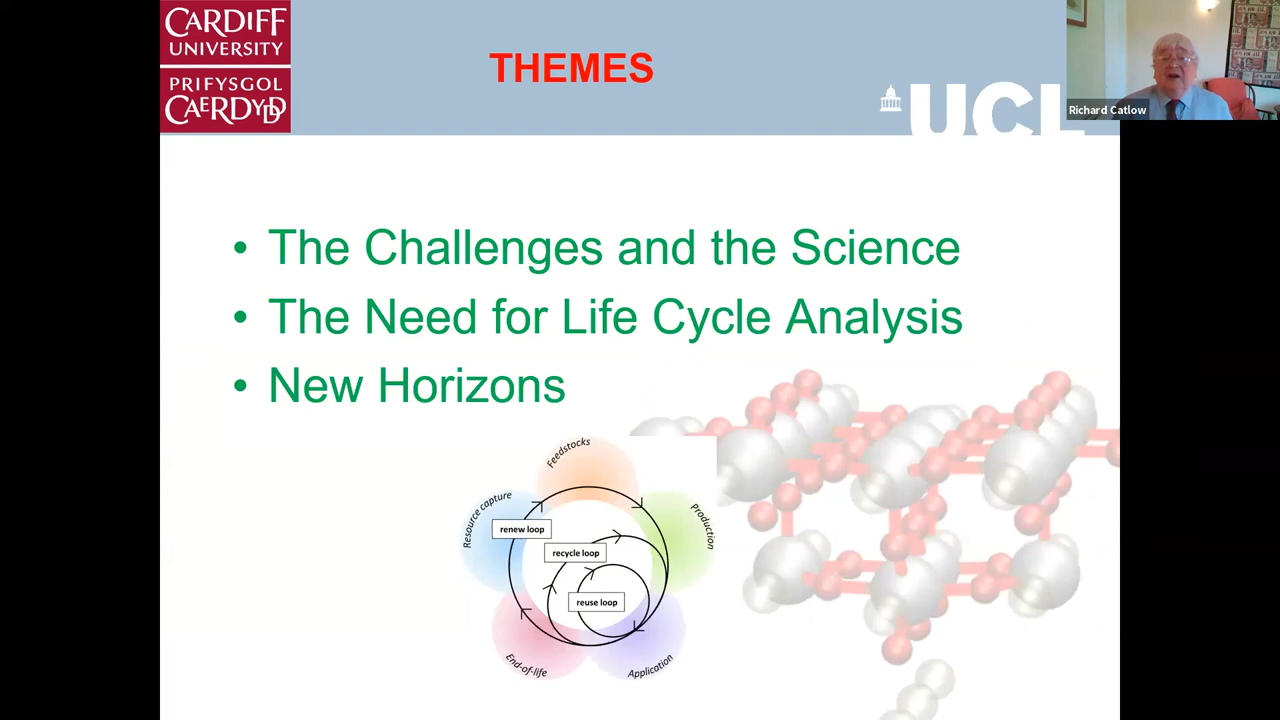 CARDIFF
UNIVERSITY
PRIFYSGOL
CAERDYDD
THEMES
UCL
Richard Catlow
• The Challenges and the Science
• The Need for Life Cycle Analysis
• New Horizons
Feedstocks
Resource capture
Production
renew loop
recycle loop
reuse loop
End-of-life
Application